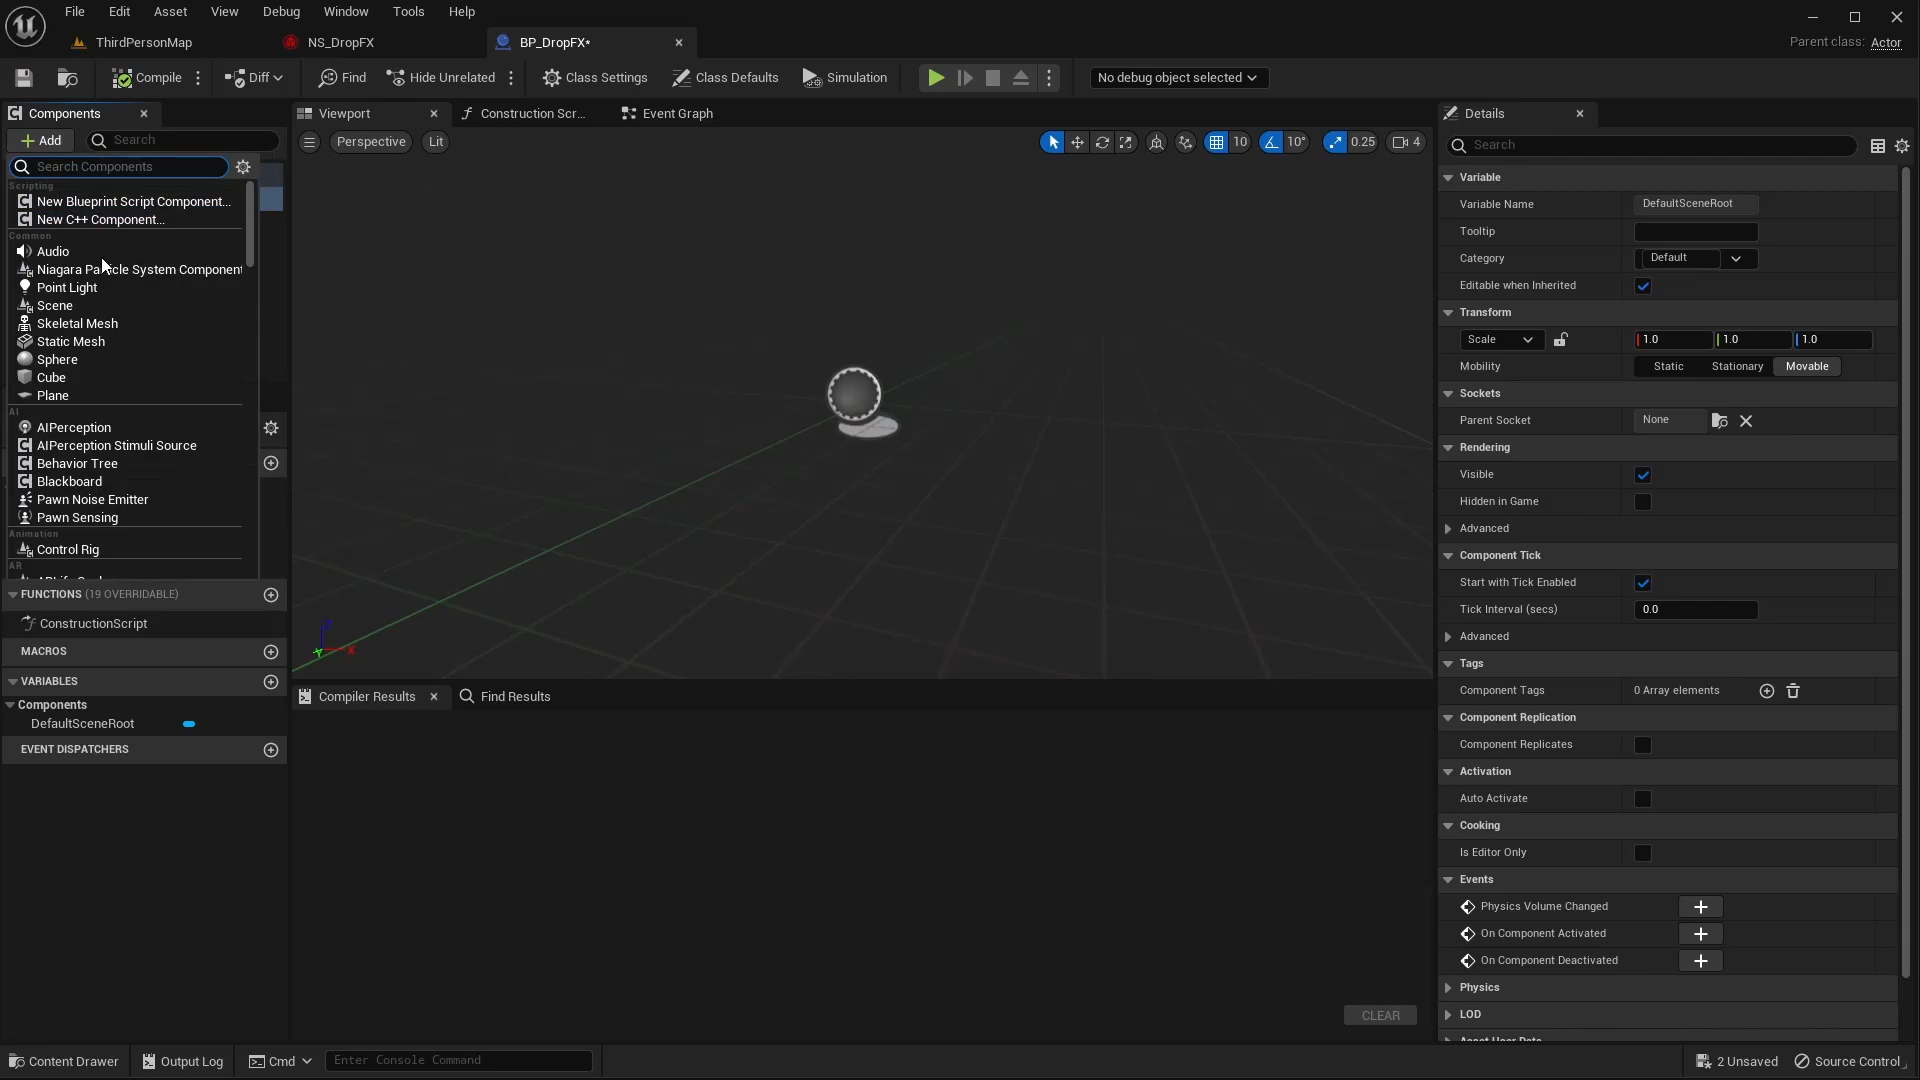 File Edit Asset View Debug Window Tools Help
ThirdPersonMap NS_DropFX BP_DropFX*
Parent class: Actor
Compile Diff Find Hide Unrelated Class Settings Class Defaults Simulation No debug object selected
Components Viewport Construction Scr... Event Graph Details
Add Search
Perspective Lit 10 10° 0.25 4
Search
Search Components
Scripting
New Blueprint Script Component...
New C++ Component...
Common
Audio
Niagara Particle System Component
Point Light
Scene
Skeletal Mesh
Static Mesh
Sphere
Cube
Plane
AI
AIPerception
AIPerception Stimuli Source
Behavior Tree
Blackboard
Pawn Noise Emitter
Pawn Sensing
Animation
Control Rig
AR
FUNCTIONS (19 OVERRIDABLE)
ConstructionScript
MACROS
VARIABLES
Components
DefaultSceneRoot
EVENT DISPATCHERS
Z
Y X
Compiler Results Find Results
CLEAR
Variable
Variable Name DefaultSceneRoot
Tooltip
Category Default
Editable when Inherited
Transform
Scale 1.0 1.0 1.0
Mobility Static Stationary Movable
Sockets
Parent Socket None
Rendering
Visible
Hidden in Game
Advanced
Component Tick
Start with Tick Enabled
Tick Interval (secs) 0.0
Advanced
Tags
Component Tags 0 Array elements
Component Replication
Component Replicates
Activation
Auto Activate
Cooking
Is Editor Only
Events
Physics Volume Changed
On Component Activated
On Component Deactivated
Physics
LOD
Content Drawer Output Log Cmd Enter Console Command 2 Unsaved Source Control